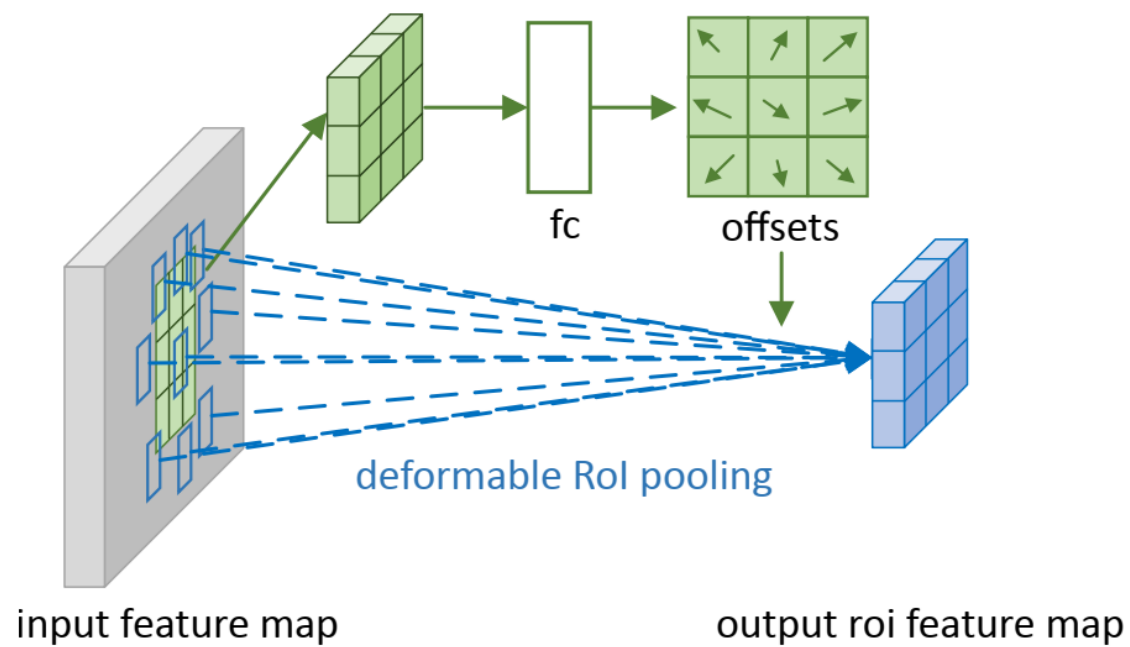 fc
offsets
deformable RoI pooling
input feature map
output roi feature map